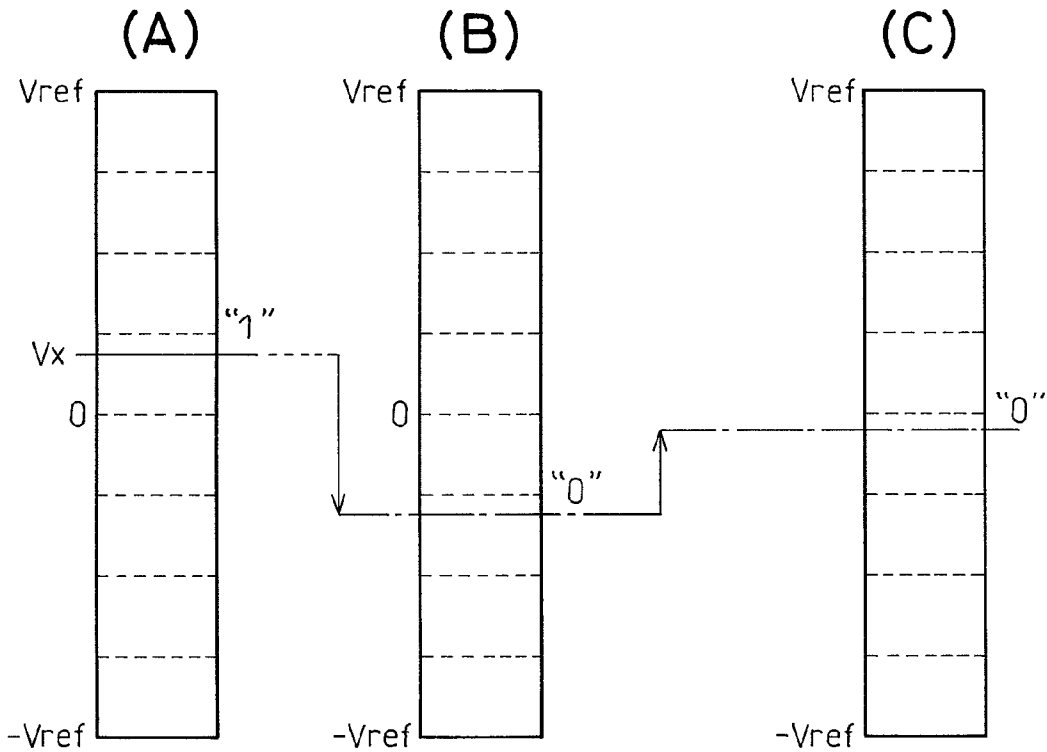 (A) (B) (C)
Vref Vref Vref
“1”
Vx
0 0 “0”
“0”
-Vref -Vref -Vref